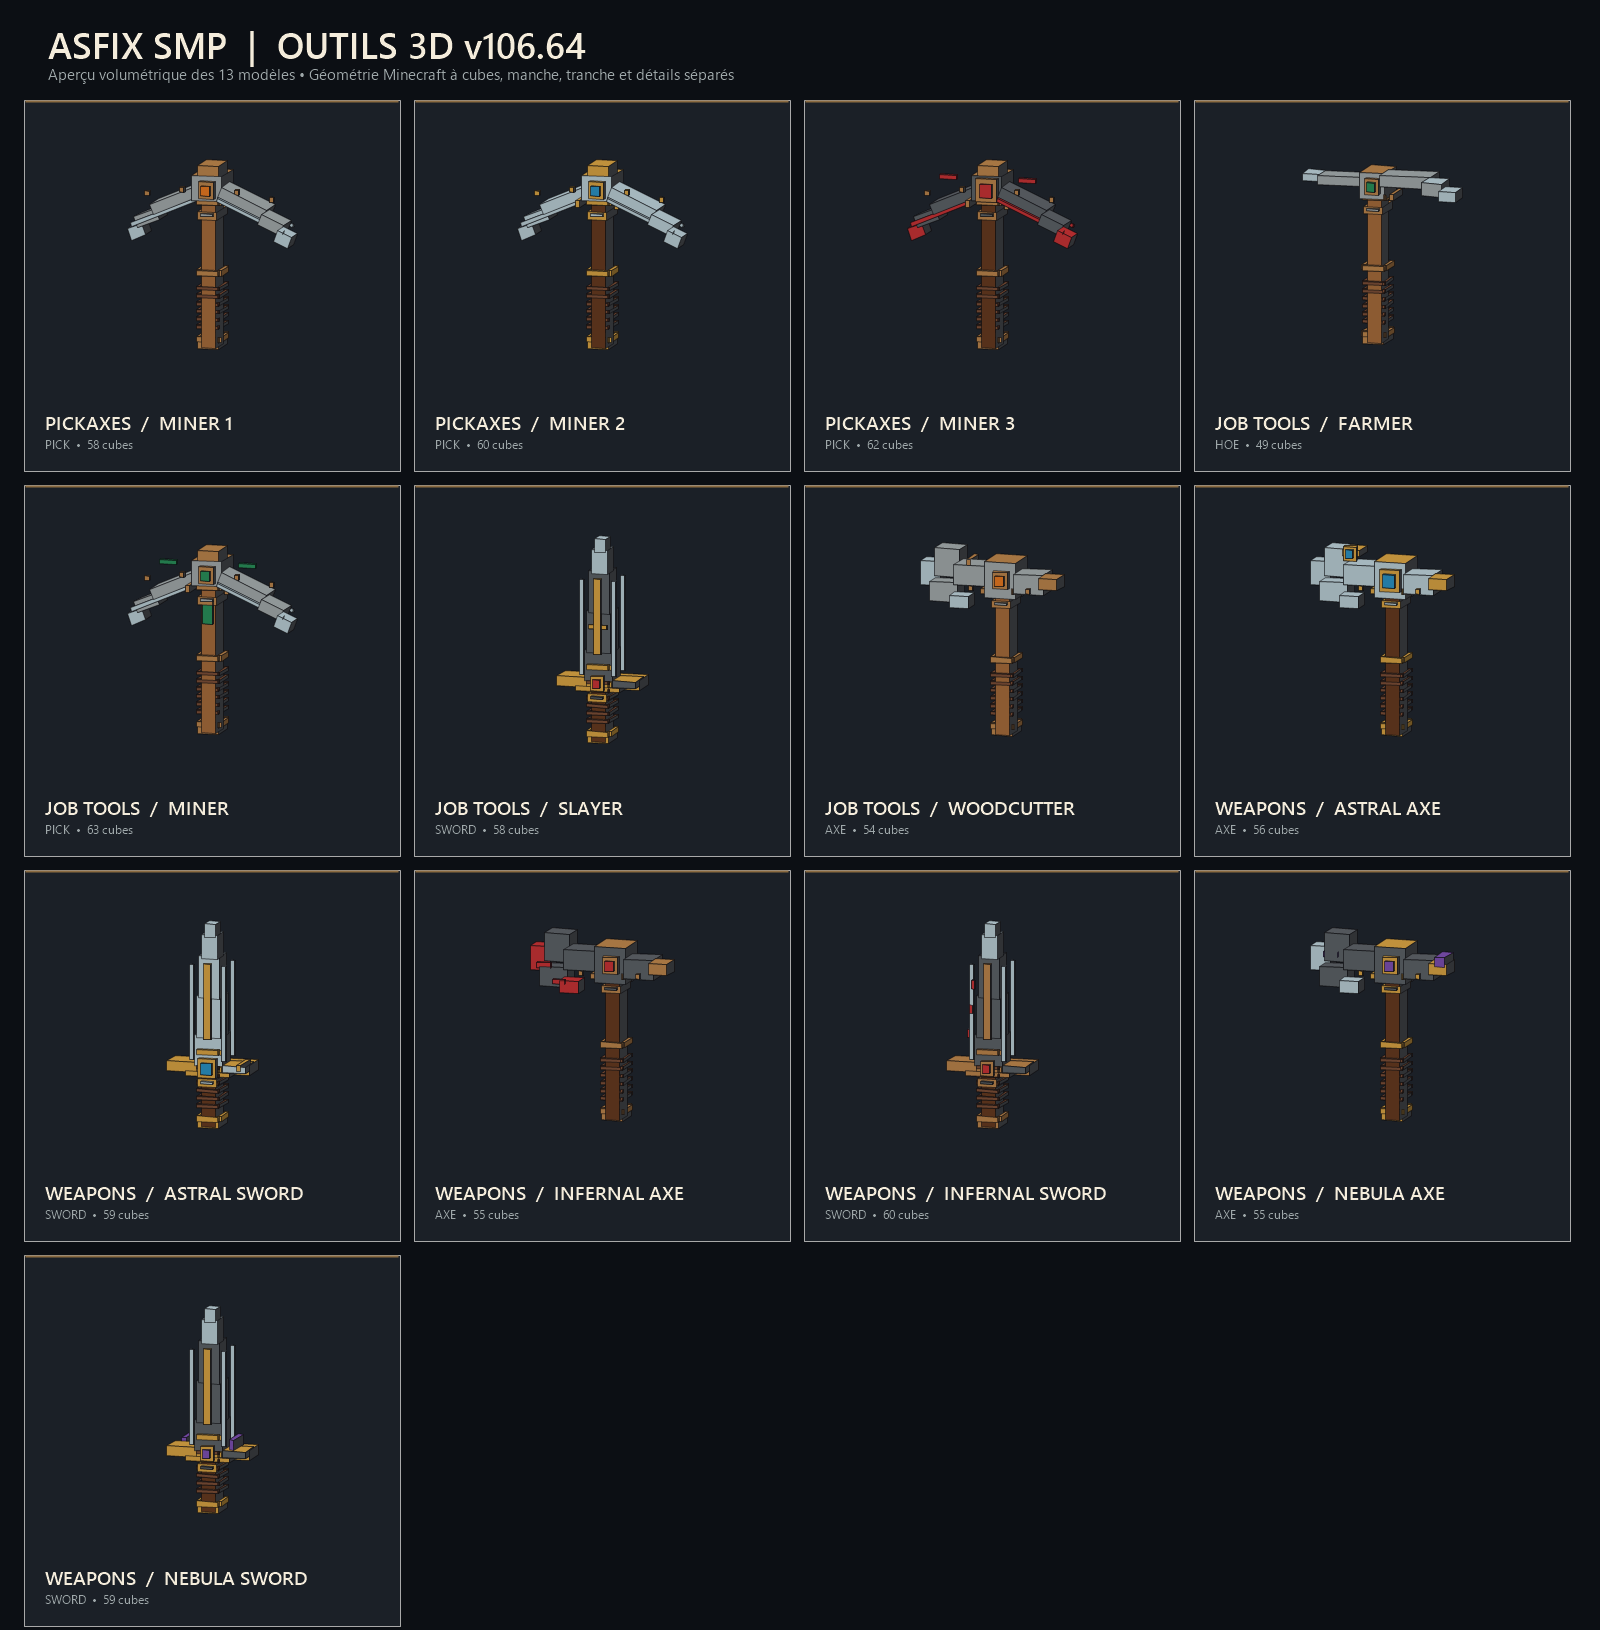 ASFIX SMP | OUTILS 3D v106.64
Aperçu volumétrique des 13 modèles • Géométrie Minecraft à cubes, manche, tranche et détails séparés
PICKAXES / MINER 1
PICK • 58 cubes
PICKAXES / MINER 2
PICK • 60 cubes
PICKAXES / MINER 3
PICK • 62 cubes
JOB TOOLS / FARMER
HOE • 49 cubes
JOB TOOLS / MINER
PICK • 63 cubes
JOB TOOLS / SLAYER
SWORD • 58 cubes
JOB TOOLS / WOODCUTTER
AXE • 54 cubes
WEAPONS / ASTRAL AXE
AXE • 56 cubes
WEAPONS / ASTRAL SWORD
SWORD • 59 cubes
WEAPONS / INFERNAL AXE
AXE • 55 cubes
WEAPONS / INFERNAL SWORD
SWORD • 60 cubes
WEAPONS / NEBULA AXE
AXE • 55 cubes
WEAPONS / NEBULA SWORD
SWORD • 59 cubes